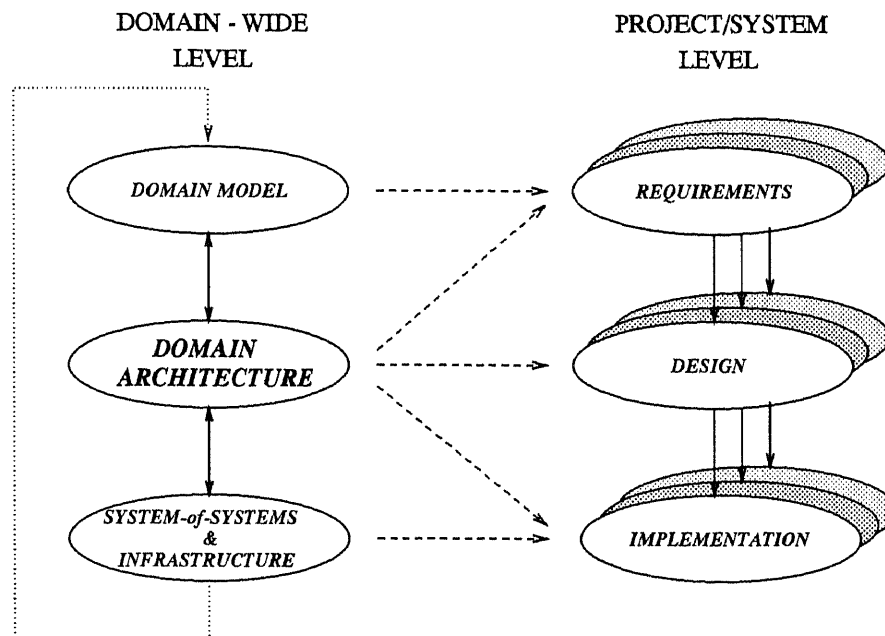 DOMAIN - WIDE
LEVEL
PROJECT/SYSTEM
LEVEL
DOMAIN MODEL
REQUIREMENTS
DOMAIN
ARCHITECTURE
DESIGN
SYSTEM-of-SYSTEMS
&
INFRASTRUCTURE
IMPLEMENTATION